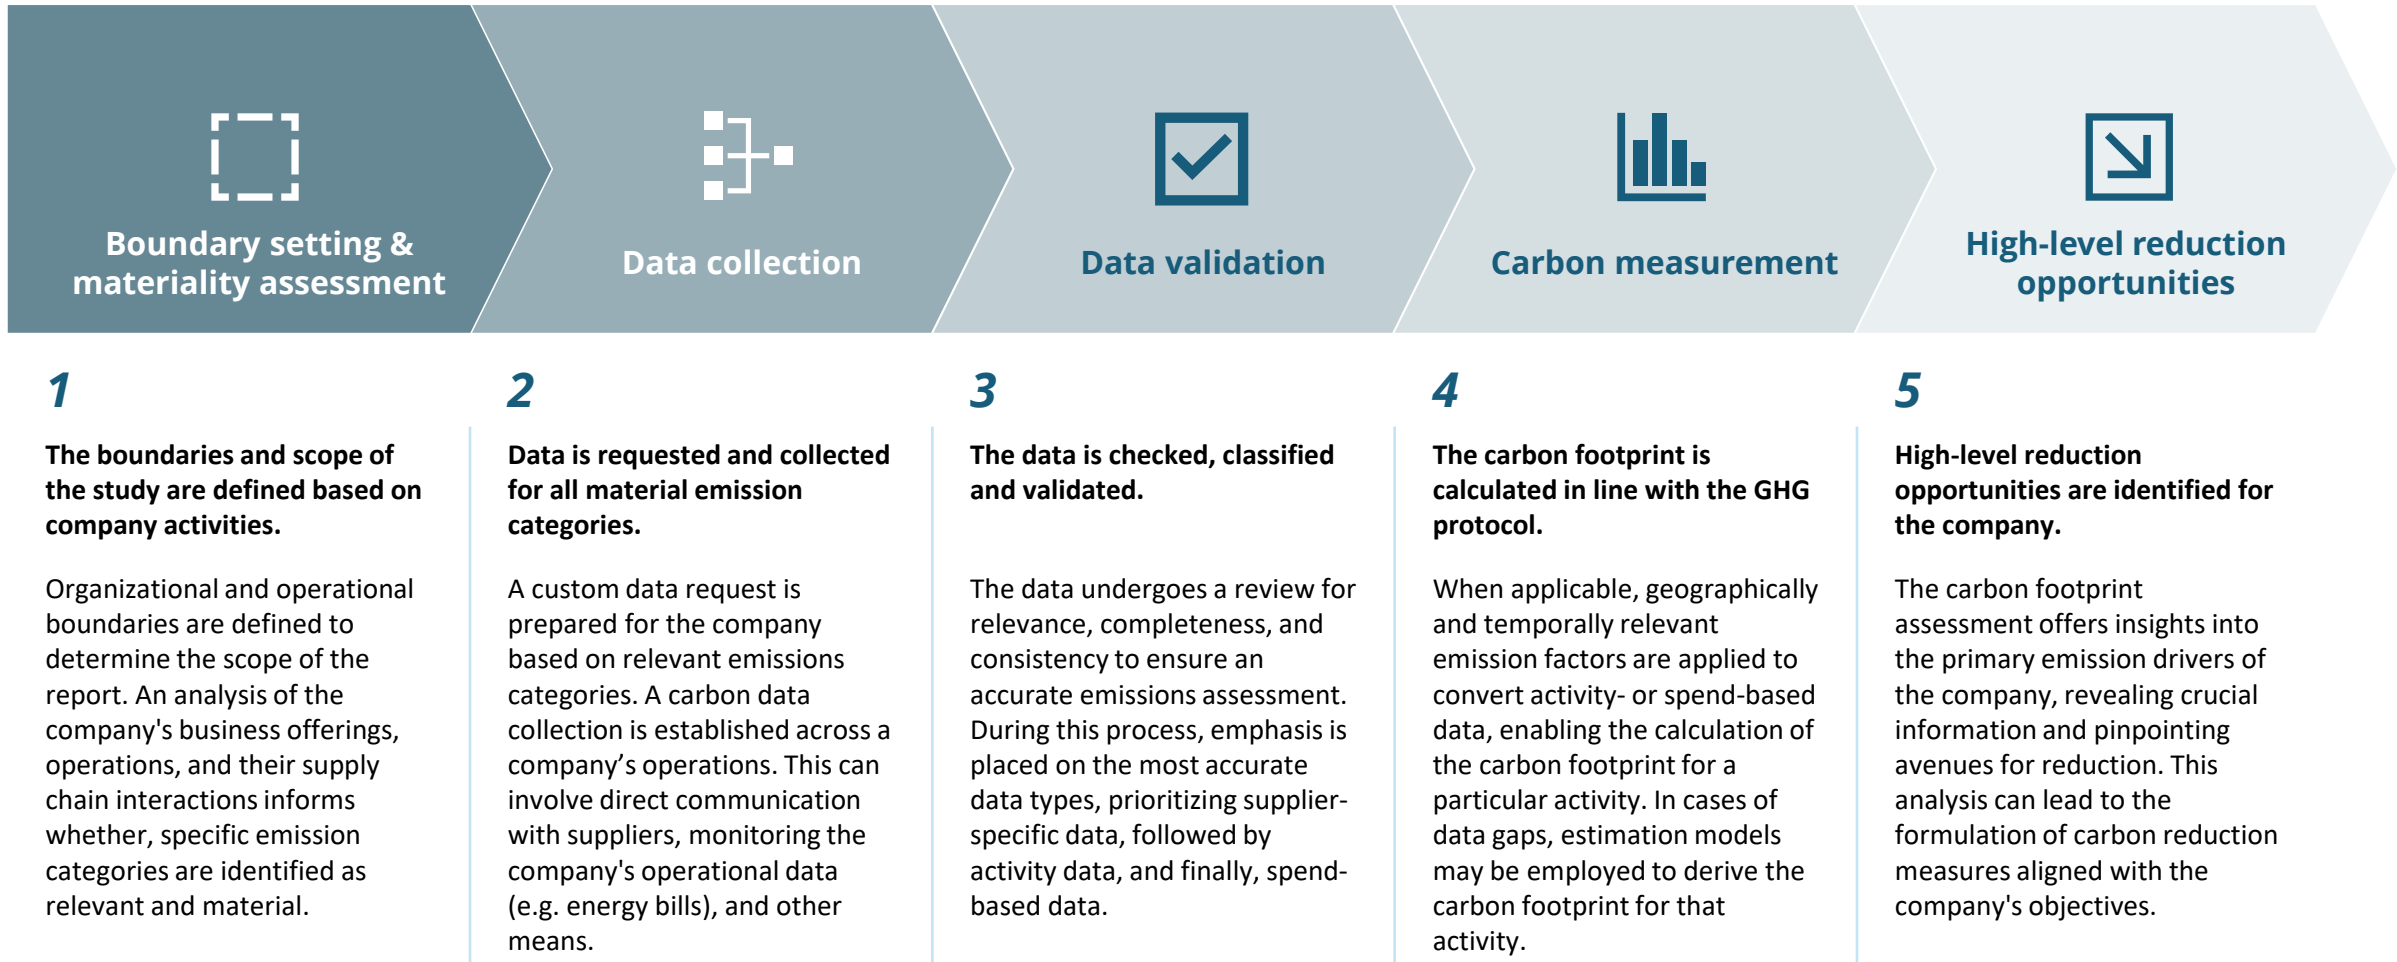 Boundary setting &
materiality assessment
Data collection
Data validation
Carbon measurement
High-level reduction
opportunities
1
The boundaries and scope of
the study are defined based on
company activities.
Organizational and operational
boundaries are defined to
determine the scope of the
report. An analysis of the
company's business offerings,
operations, and their supply
chain interactions informs
whether, specific emission
categories are identified as
relevant and material.
2
Data is requested and collected
for all material emission
categories.
A custom data request is
prepared for the company
based on relevant emissions
categories. A carbon data
collection is established across a
company’s operations. This can
involve direct communication
with suppliers, monitoring the
company's operational data
(e.g. energy bills), and other
means.
3
The data is checked, classified
and validated.
The data undergoes a review for
relevance, completeness, and
consistency to ensure an
accurate emissions assessment.
During this process, emphasis is
placed on the most accurate
data types, prioritizing supplier-
specific data, followed by
activity data, and finally, spend-
based data.
4
The carbon footprint is
calculated in line with the GHG
protocol.
When applicable, geographically
and temporally relevant
emission factors are applied to
convert activity- or spend-based
data, enabling the calculation of
the carbon footprint for a
particular activity. In cases of
data gaps, estimation models
may be employed to derive the
carbon footprint for that
activity.
5
High-level reduction
opportunities are identified for
the company.
The carbon footprint
assessment offers insights into
the primary emission drivers of
the company, revealing crucial
information and pinpointing
avenues for reduction. This
analysis can lead to the
formulation of carbon reduction
measures aligned with the
company's objectives.